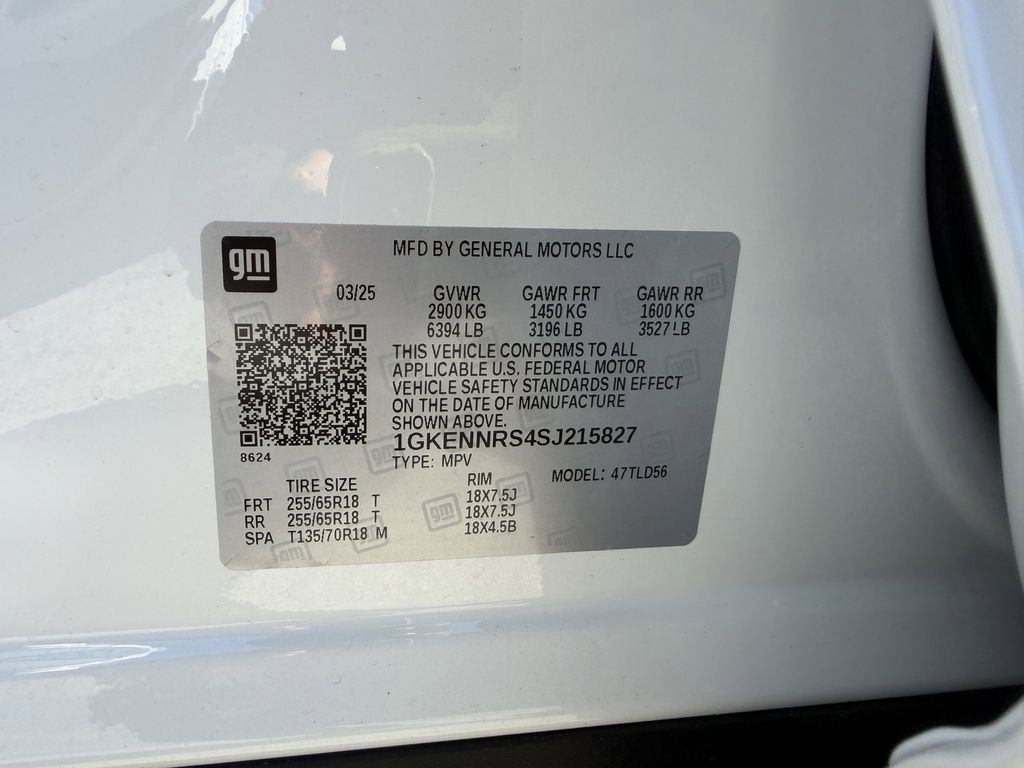 gm
MFD BY GENERAL MOTORS LLC
03/25 GVWR GAWR FRT GAWR RR
2900 KG 1450 KG 1600 KG
6394 LB 3196 LB 3527 LB
THIS VEHICLE CONFORMS TO ALL
APPLICABLE U.S. FEDERAL MOTOR
VEHICLE SAFETY STANDARDS IN EFFECT
ON THE DATE OF MANUFACTURE
SHOWN ABOVE.
1GKENNRS4SJ215827
8624
TYPE: MPV MODEL: 47TLD56
TIRE SIZE RIM
FRT 255/65R18 T 18X7.5J
RR 255/65R18 T 18X7.5J
SPA T135/70R18 M 18X4.5B
gm